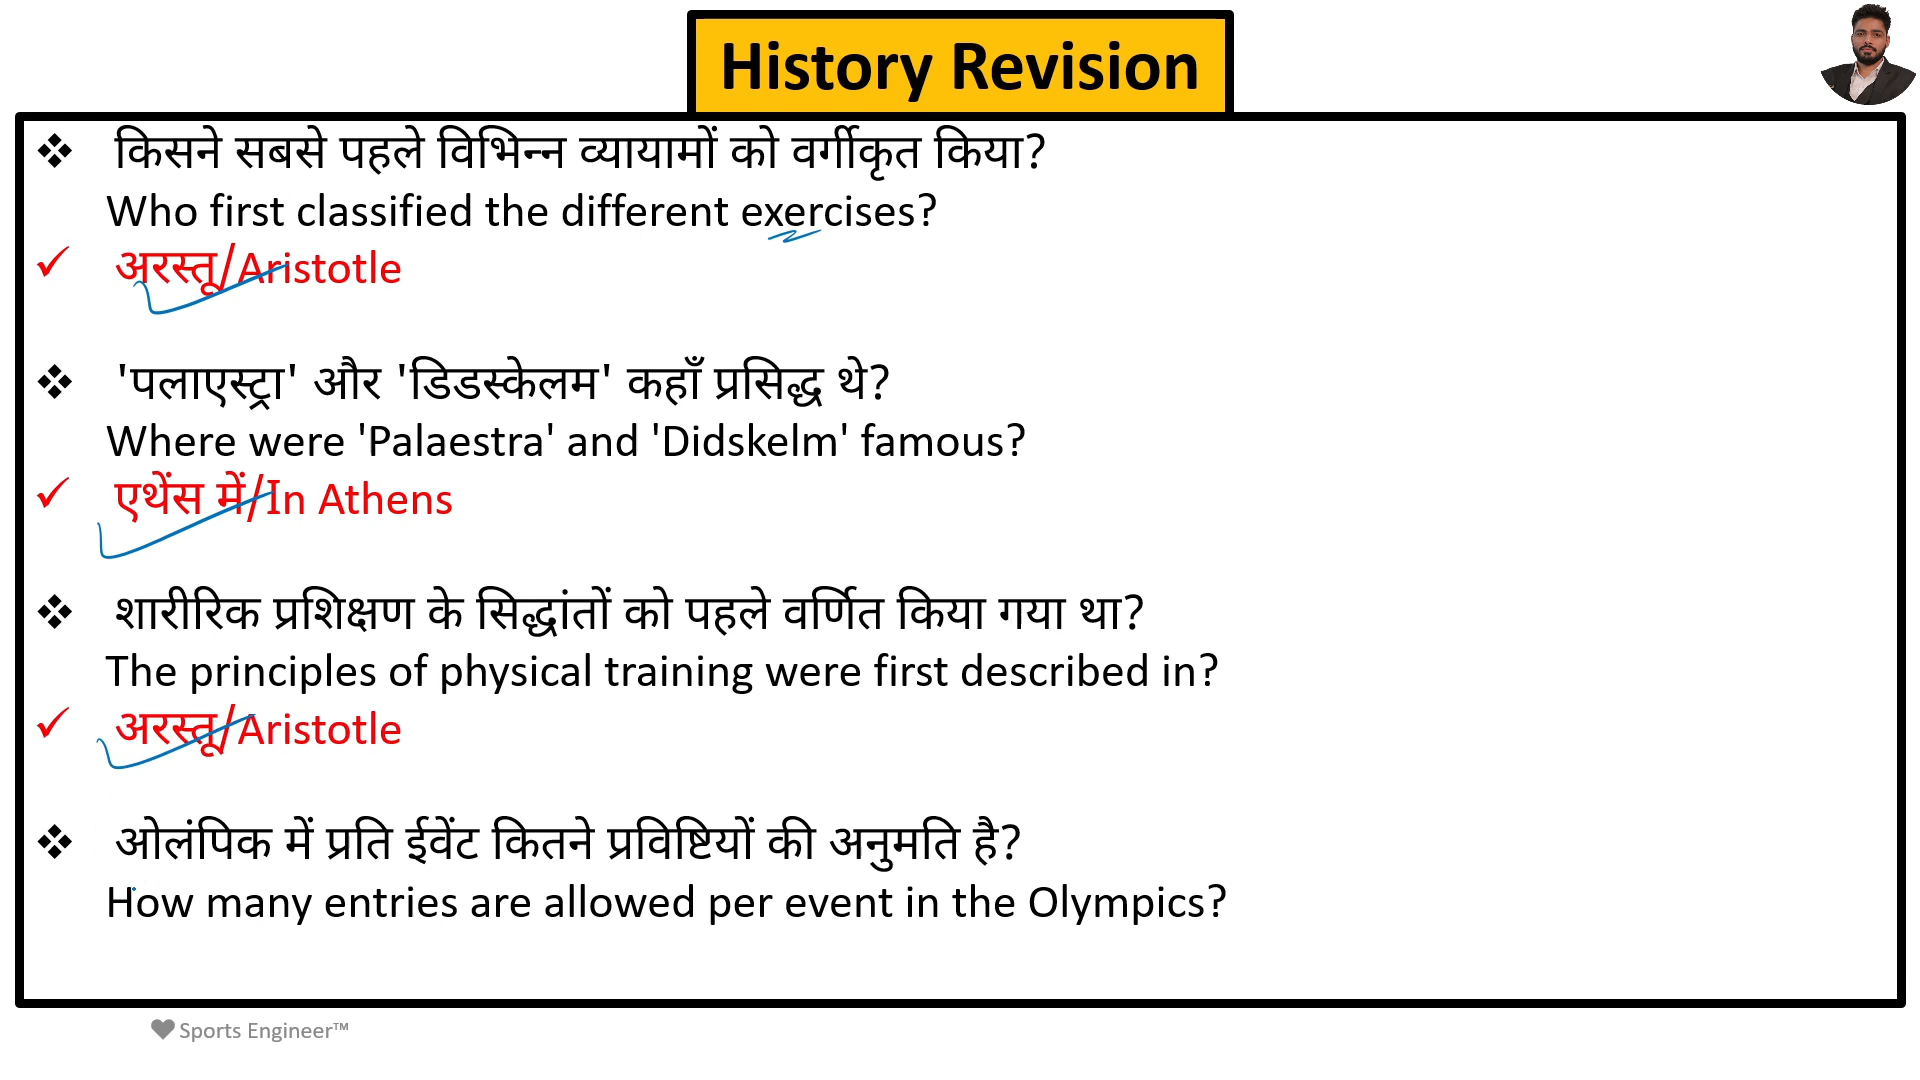 History Revision
❖ किसने सबसे पहले विभिन्न व्यायामों को वर्गीकृत किया?
Who first classified the different exercises?
✓ अरस्तू/Aristotle
❖ 'पलाएस्ट्रा' और 'डिडस्केलम' कहाँ प्रसिद्ध थे?
Where were 'Palaestra' and 'Didskelm' famous?
✓ एथेंस में/In Athens
❖ शारीरिक प्रशिक्षण के सिद्धांतों को पहले वर्णित किया गया था?
The principles of physical training were first described in?
✓ अरस्तू/Aristotle
❖ ओलंपिक में प्रति ईवेंट कितने प्रविष्टियों की अनुमति है?
How many entries are allowed per event in the Olympics?
♥ Sports Engineer™